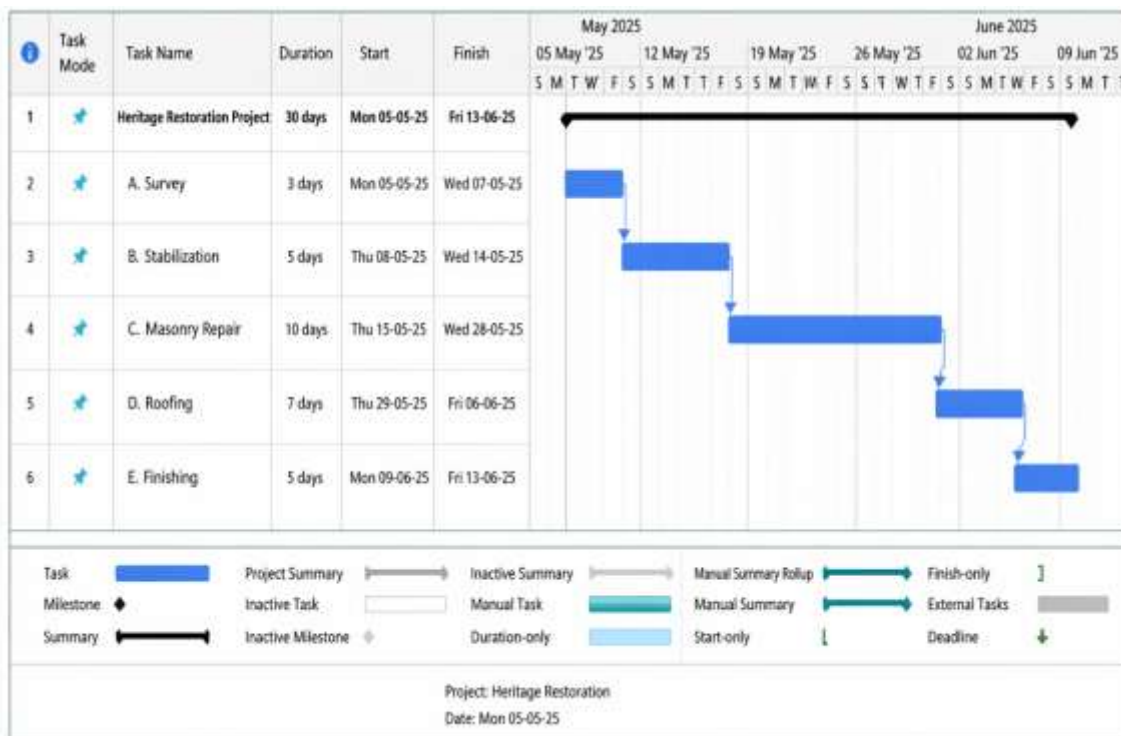 May 2025 June 2025
Task Mode Task Name Duration Start Finish 05 May '25 12 May '25 19 May '25 26 May '25 02 Jun '25 09 Jun '25
S M T W F S S M T T F S S M T W F S S T W T F S S M T W F S S M T T
1 Heritage Restoration Project 30 days Mon 05-05-25 Fri 13-06-25
2 A. Survey 3 days Mon 05-05-25 Wed 07-05-25
3 B. Stabilization 5 days Thu 08-05-25 Wed 14-05-25
4 C. Masonry Repair 10 days Thu 15-05-25 Wed 28-05-25
5 D. Roofing 7 days Thu 29-05-25 Fri 06-06-25
6 E. Finishing 5 days Mon 09-06-25 Fri 13-06-25
Task Project Summary Inactive Summary Manual Summary Rollup Finish-only
Milestone Inactive Task Manual Task Manual Summary External Tasks
Summary Inactive Milestone Duration-only Start-only Deadline
Project: Heritage Restoration
Date: Mon 05-05-25